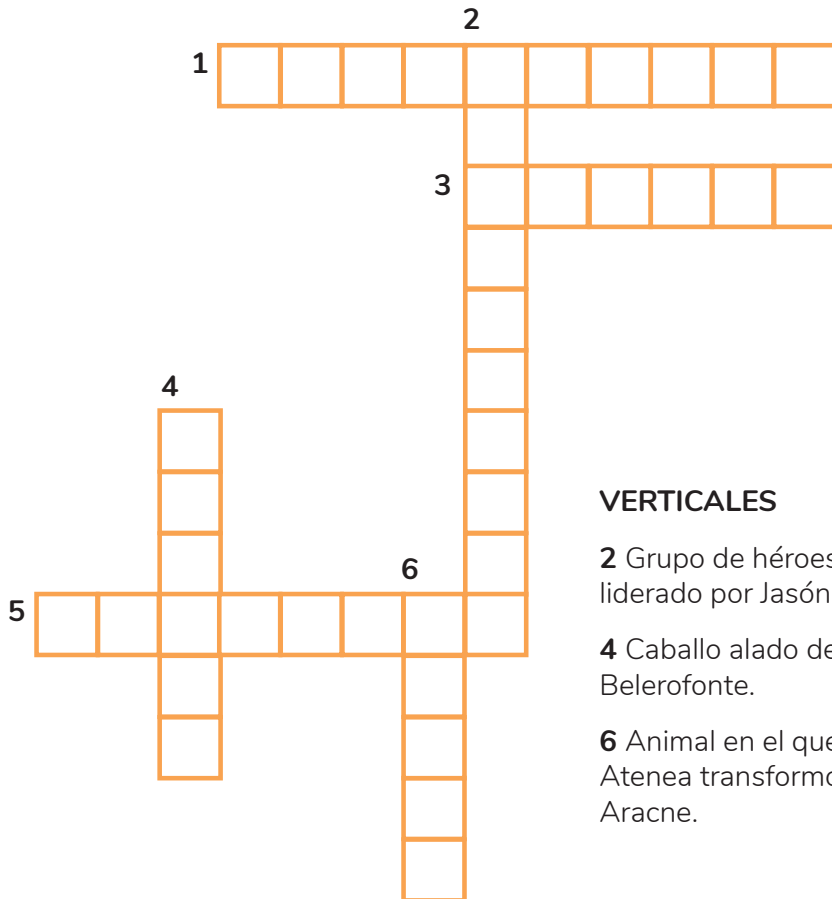 2
1
3
4
VERTICALES
2 Grupo de héroes
liderado por Jasón
6
5
4 Caballo alado de
Belerofonte.
6 Animal en el que
Atenea transformó
Aracne.